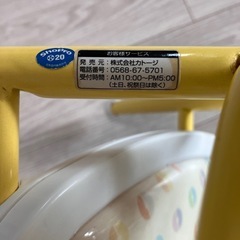 ShoPro
20
お客様サービス
発売元：株式会社カトージ
電話番号：0568-67-5701
受付時間：AM10:00〜PM5:00
（土日、祝祭日は除く）